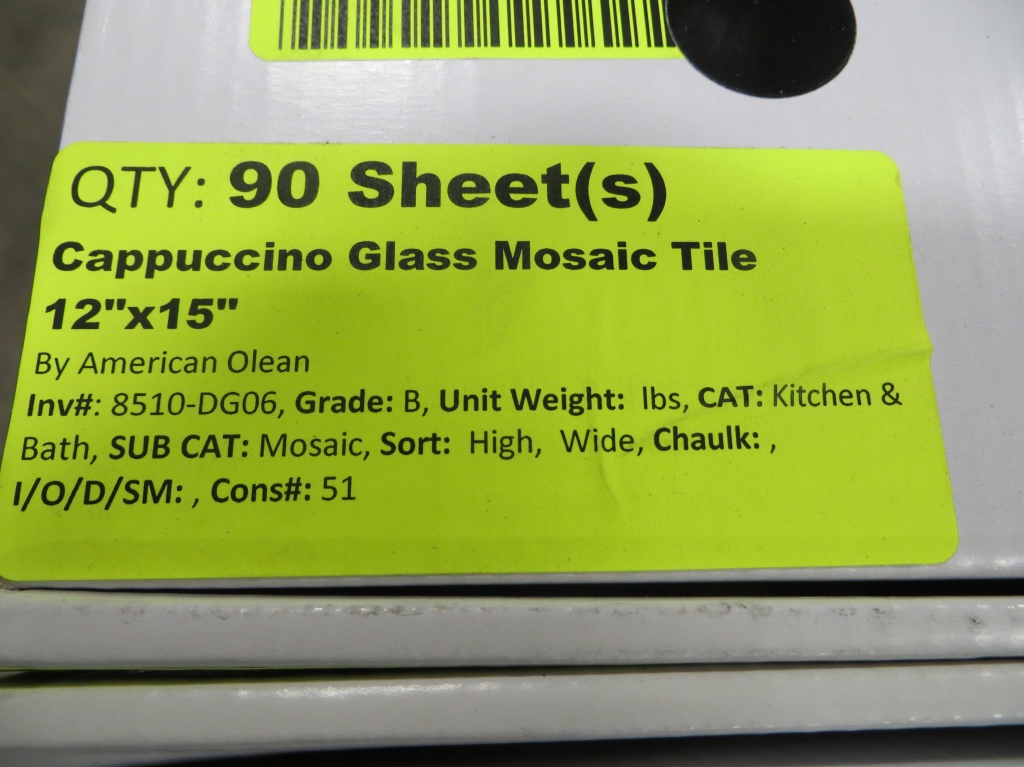 QTY: 90 Sheet(s)
Cappuccino Glass Mosaic Tile
12"x15"
By American Olean
Inv#: 8510-DG06, Grade: B, Unit Weight:  lbs, CAT: Kitchen &
Bath, SUB CAT: Mosaic, Sort:  High,  Wide, Chaulk: ,
I/O/D/SM: , Cons#: 51